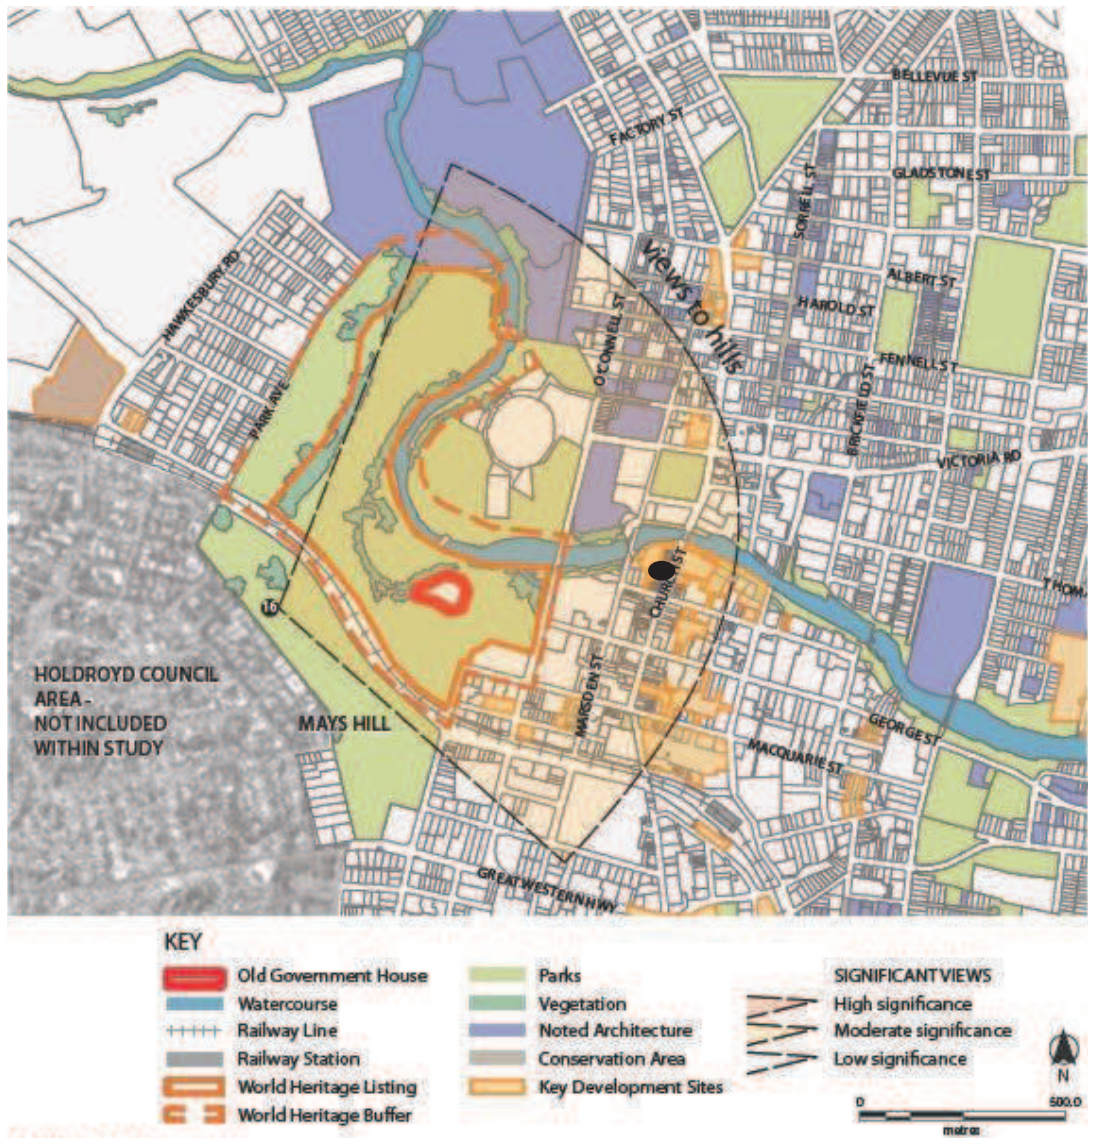 BELLEVUE ST
FACTORY ST
GLADSTONE ST
SORRELL ST
views to hills
ALBERT ST
HAWKESBURY RD
HAROLD ST
O'CONNELL ST
FENNELL ST
PARK AVE
BRICKFIELD ST
VICTORIA RD
CHURCH ST
THOMA
16
HOLDROYD COUNCIL
AREA -
NOT INCLUDED
WITHIN STUDY
MARSDEN ST
MAYS HILL
GEORGE ST
MACQUARIE ST
GREAT WESTERN HWY
KEY
Old Government House
Watercourse
Railway Line
Railway Station
World Heritage Listing
World Heritage Buffer
Parks
Vegetation
Noted Architecture
Conservation Area
Key Development Sites
SIGNIFICANT VIEWS
High significance
Moderate significance
Low significance
N
0 500.0
metres